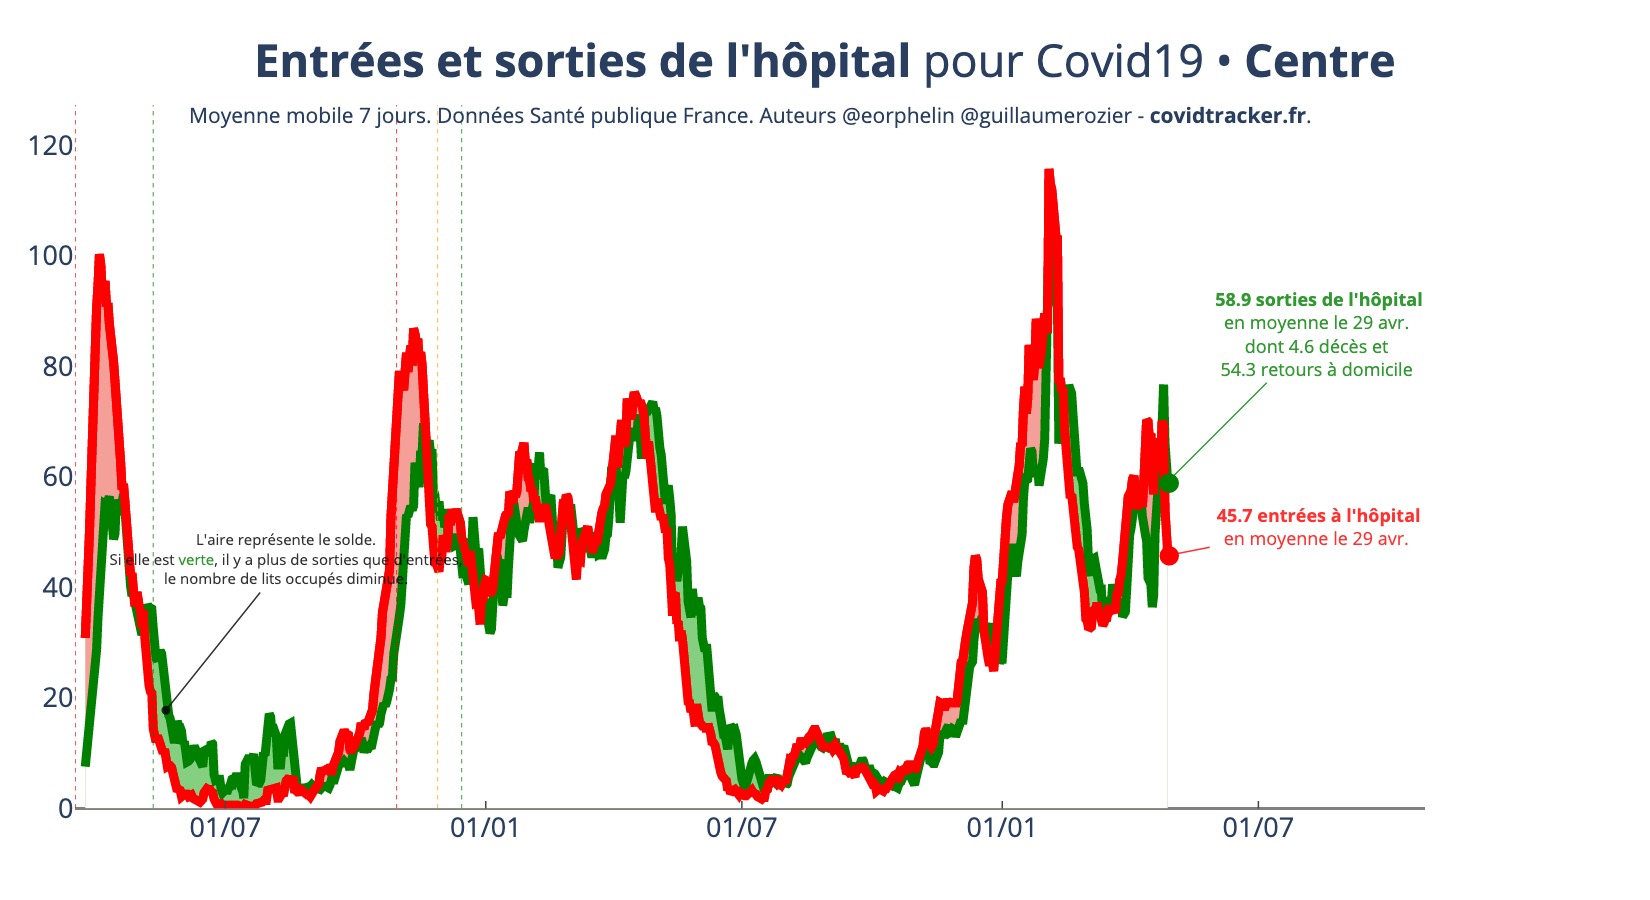 Entrées et sorties de l'hôpital pour Covid19 • Centre
Moyenne mobile 7 jours. Données Santé publique France. Auteurs @eorphelin @guillaumerozier - covidtracker.fr.
120
100
80
60
40
20
0
58.9 sorties de l'hôpital
en moyenne le 29 avr.
dont 4.6 décès et
54.3 retours à domicile
45.7 entrées à l'hôpital
en moyenne le 29 avr.
L'aire représente le solde.
Si elle est verte, il y a plus de sorties que d'entrées,
le nombre de lits occupés diminue.
01/07
01/01
01/07
01/01
01/07